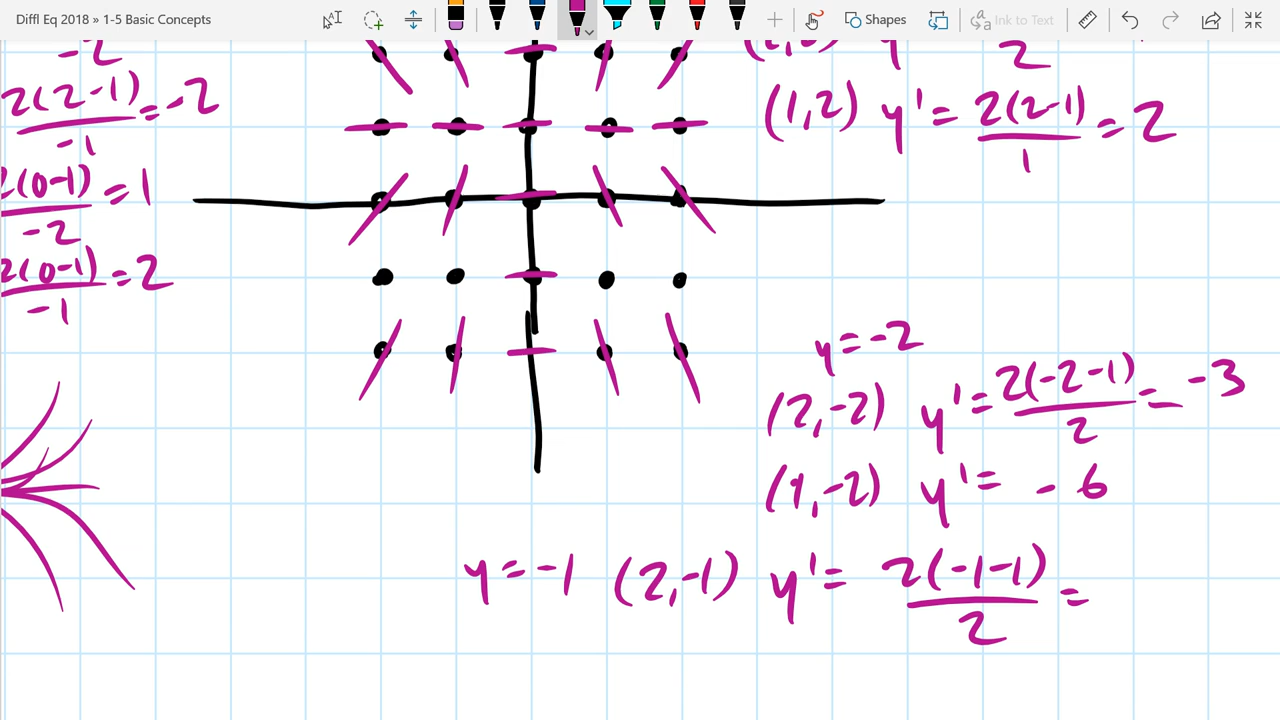 Diffl Eq 2018 » 1-5 Basic Concepts
Shapes
Ink to Text
-2
2(2-1)/-1 = -2
2(0-1)/-2 = 1
2(0-1)/-1 = 2
2
(1,2) y' = 2(2-1)/1 = 2
y = -2
(2,-2) y' = 2(-2-1)/2 = -3
(1,-2) y' = -6
y = -1 (2,-1) y' = 2(-1-1)/2 =